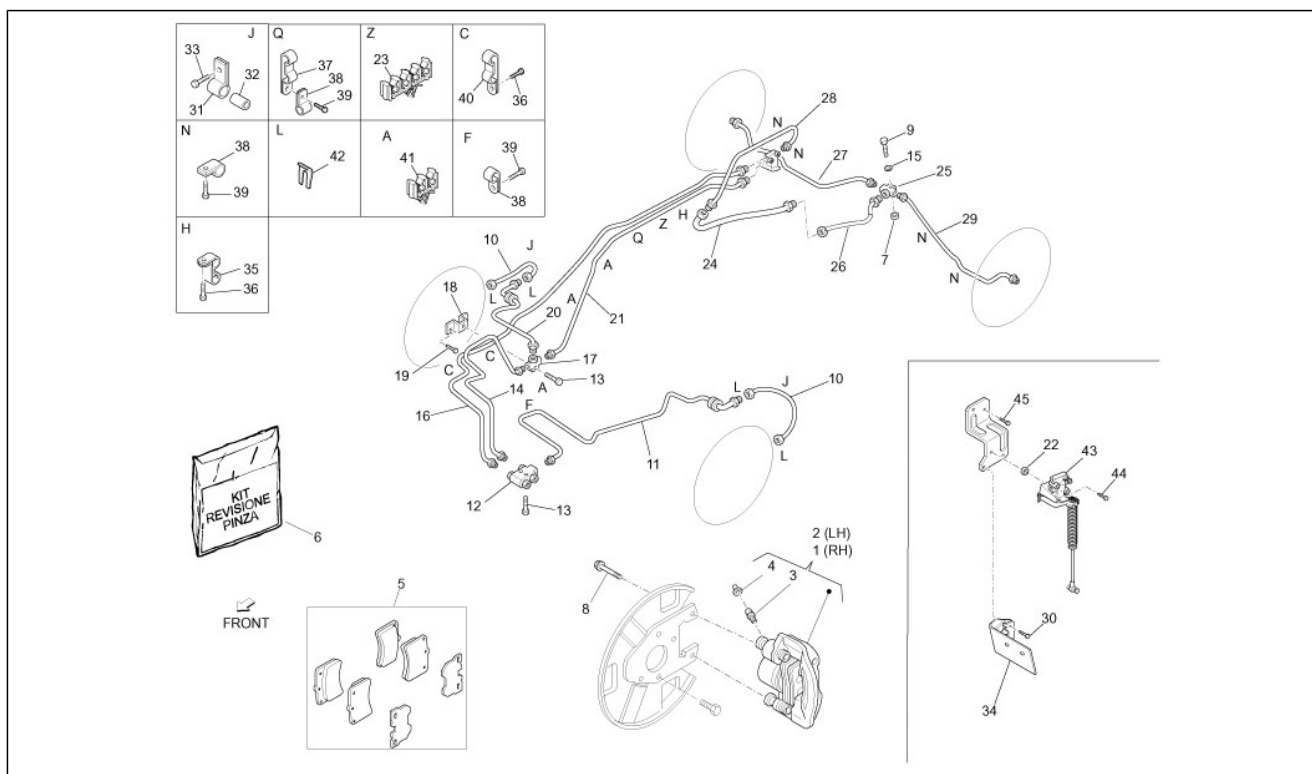 J
Q
Z
C
33
32
31
37
38
39
23
40
36
N
L
A
F
38
39
42
41
39
38
H
35
36
28
N
N
9
15
27
25
H
Z
Q
24
26
7
29
N
N
10
J
A
18
L
L
A
20
21
19
C
C
17
13
A
14
16
F
L
J
10
11
L
12
13
KIT
REVISIONE
PINZA
6
2 (LH)
1 (RH)
4
3
8
5
FRONT
45
22
43
44
30
34